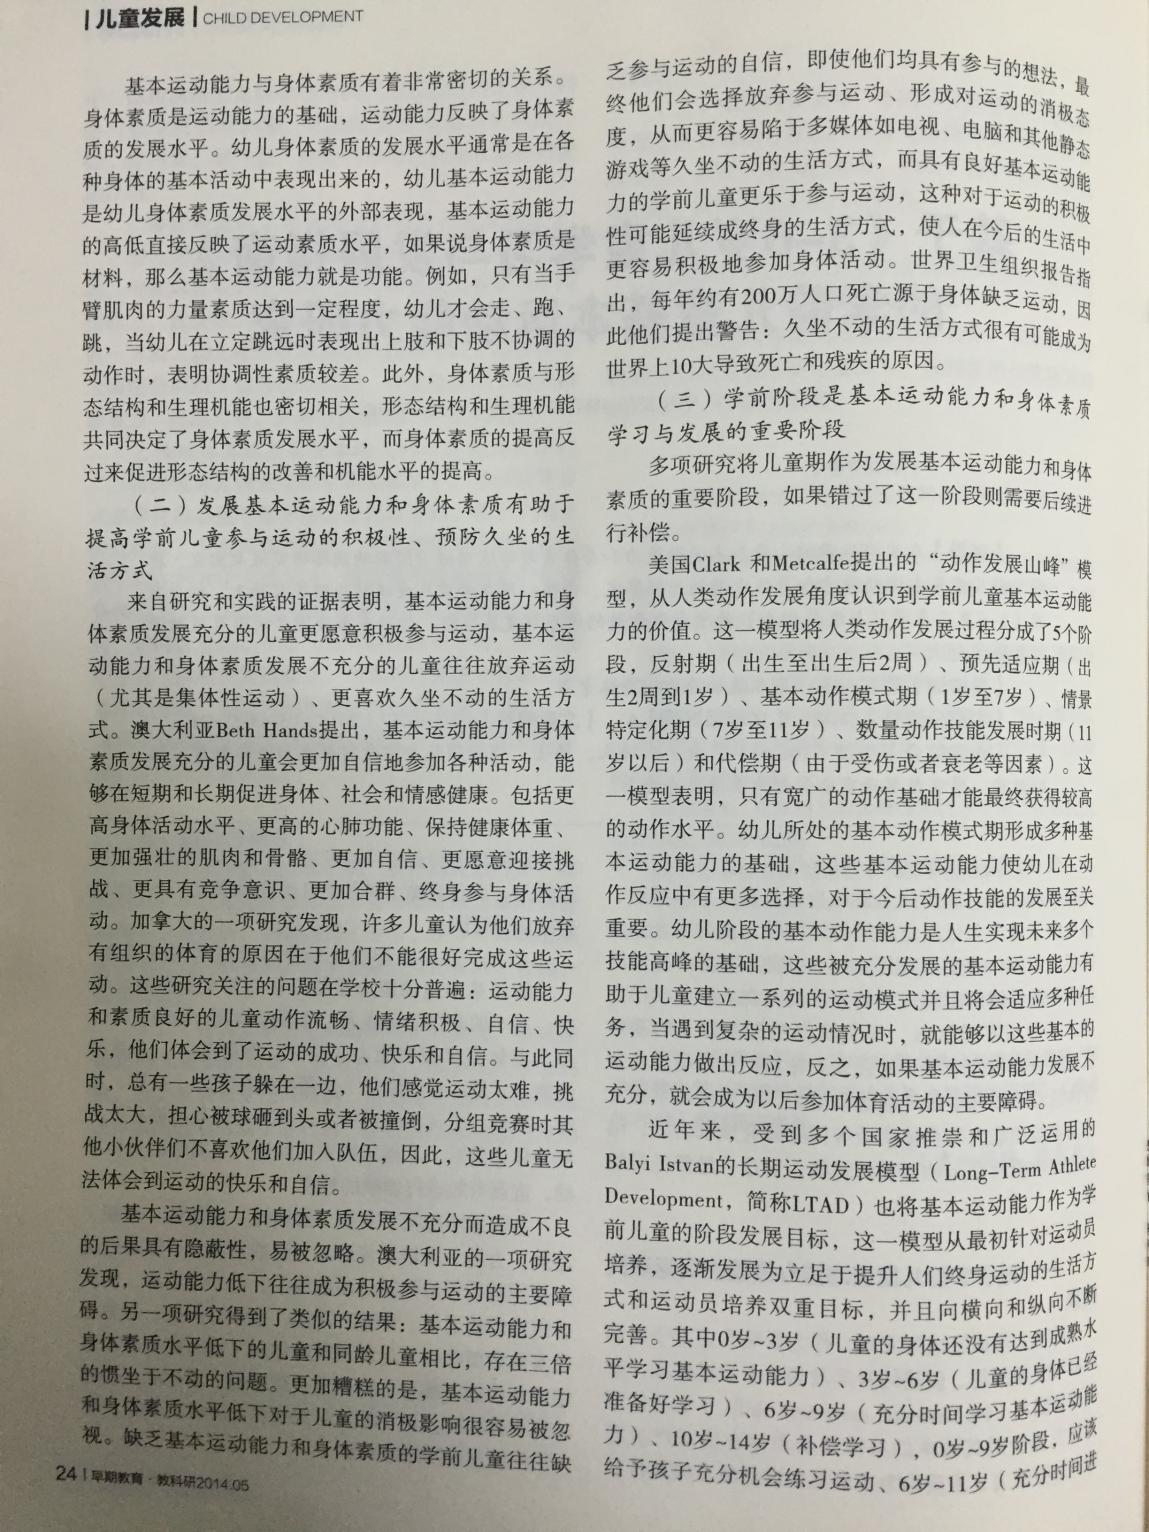 儿童发展 CHILD DEVELOPMENT
基本运动能力与身体素质有着非常密切的关系。
身体素质是运动能力的基础，运动能力反映了身体素
质的发展水平。幼儿身体素质的发展水平通常是在各
种身体的基本活动中表现出来的，幼儿基本运动能力
是幼儿身体素质发展水平的外部表现，基本运动能力
的高低直接反映了运动素质水平，如果说身体素质是
材料，那么基本运动能力就是功能。例如，只有当手
臂肌肉的力量素质达到一定程度，幼儿才会走、跑、
跳，当幼儿在立定跳远时表现出上肢和下肢不协调的
动作时，表明协调性素质较差。此外，身体素质与形
态结构和生理机能也密切相关，形态结构和生理机能
共同决定了身体素质发展水平，而身体素质的提高反
过来促进形态结构的改善和机能水平的提高。
（二）发展基本运动能力和身体素质有助于
提高学前儿童参与运动的积极性、预防久坐的生
活方式
来自研究和实践的证据表明，基本运动能力和身
体素质发展充分的儿童更愿意积极参与运动，基本运
动能力和身体素质发展不充分的儿童往往放弃运动
（尤其是集体性运动）、更喜欢久坐不动的生活方
式。澳大利亚Beth Hands提出，基本运动能力和身体
素质发展充分的儿童会更加自信地参加各种活动，能
够在短期和长期促进身体、社会和情感健康。包括更
高身体活动水平、更高的心肺功能、保持健康体重、
更加强壮的肌肉和骨骼、更加自信、更愿意迎接挑
战、更具有竞争意识、更加合群、终身参与身体活
动。加拿大的一项研究发现，许多儿童认为他们放弃
有组织的体育的原因在于他们不能很好完成这些运
动。这些研究关注的问题在学校十分普遍：运动能力
和素质良好的儿童动作流畅、情绪积极、自信、快
乐，他们体会到了运动的成功、快乐和自信。与此同
时，总有一些孩子躲在一边，他们感觉运动太难，挑
战太大，担心被球砸到头或者被撞倒，分组竞赛时其
他小伙伴们不喜欢他们加入队伍，因此，这些儿童无
法体会到运动的快乐和自信。
基本运动能力和身体素质发展不充分而造成不良
的后果具有隐蔽性，易被忽略。澳大利亚的一项研究
发现，运动能力低下往往成为积极参与运动的主要障
碍。另一项研究得到了类似的结果：基本运动能力和
身体素质水平低下的儿童和同龄儿童相比，存在三倍
的惯坐于不动的问题。更加糟糕的是，基本运动能力
和身体素质水平低下对于儿童的消极影响很容易被忽
视。缺乏基本运动能力和身体素质的学前儿童往往缺
24 早期教育·教科研2014.05
乏参与运动的自信，即使他们均具有参与的想法，最
终他们会选择放弃参与运动、形成对运动的消极态
度，从而更容易陷于多媒体如电视、电脑和其他静态
游戏等久坐不动的生活方式，而具有良好基本运动能
力的学前儿童更乐于参与运动，这种对于运动的积极
性可能延续成终身的生活方式，使人在今后的生活中
更容易积极地参加身体活动。世界卫生组织报告指
出，每年约有200万人口死亡源于身体缺乏运动，因
此他们提出警告：久坐不动的生活方式很有可能成为
世界上10大导致死亡和残疾的原因。
（三）学前阶段是基本运动能力和身体素质
学习与发展的重要阶段
多项研究将儿童期作为发展基本运动能力和身体
素质的重要阶段，如果错过了这一阶段则需要后续进
行补偿。
美国Clark 和Metcalfe提出的“动作发展山峰”模
型，从人类动作发展角度认识到学前儿童基本运动能
力的价值。这一模型将人类动作发展过程分成了5个阶
段，反射期（出生至出生后2周）、预先适应期（出
生2周到1岁）、基本动作模式期（1岁至7岁）、情景
特定化期（7岁至11岁）、数量动作技能发展时期（11
岁以后）和代偿期（由于受伤或者衰老等因素）。这
一模型表明，只有宽广的动作基础才能最终获得较高
的动作水平。幼儿所处的基本动作模式期形成多种基
本运动能力的基础，这些基本运动能力使幼儿在动
作反应中有更多选择，对于今后动作技能的发展至关
重要。幼儿阶段的基本动作能力是人生实现未来多个
技能高峰的基础，这些被充分发展的基本运动能力有
助于儿童建立一系列的运动模式并且将会适应多种任
务，当遇到复杂的运动情况时，就能够以这些基本的
运动能力做出反应，反之，如果基本运动能力发展不
充分，就会成为以后参加体育活动的主要障碍。
近年来，受到多个国家推崇和广泛运用的
Balyi Istvan的长期运动发展模型（Long-Term Athlete
Development，简称LTAD）也将基本运动能力作为学
前儿童的阶段发展目标，这一模型从最初针对运动员
培养，逐渐发展为立足于提升人们终身运动的生活方
式和运动员培养双重目标，并且向横向和纵向不断
完善。其中0岁~3岁（儿童的身体还没有达到成熟水
平学习基本运动能力）、3岁~6岁（儿童的身体已经
准备好学习）、6岁~9岁（充分时间学习基本运动能
力）、10岁~14岁（补偿学习），0岁~9岁阶段，应该
给予孩子充分机会练习运动、6岁~11岁（充分时间进